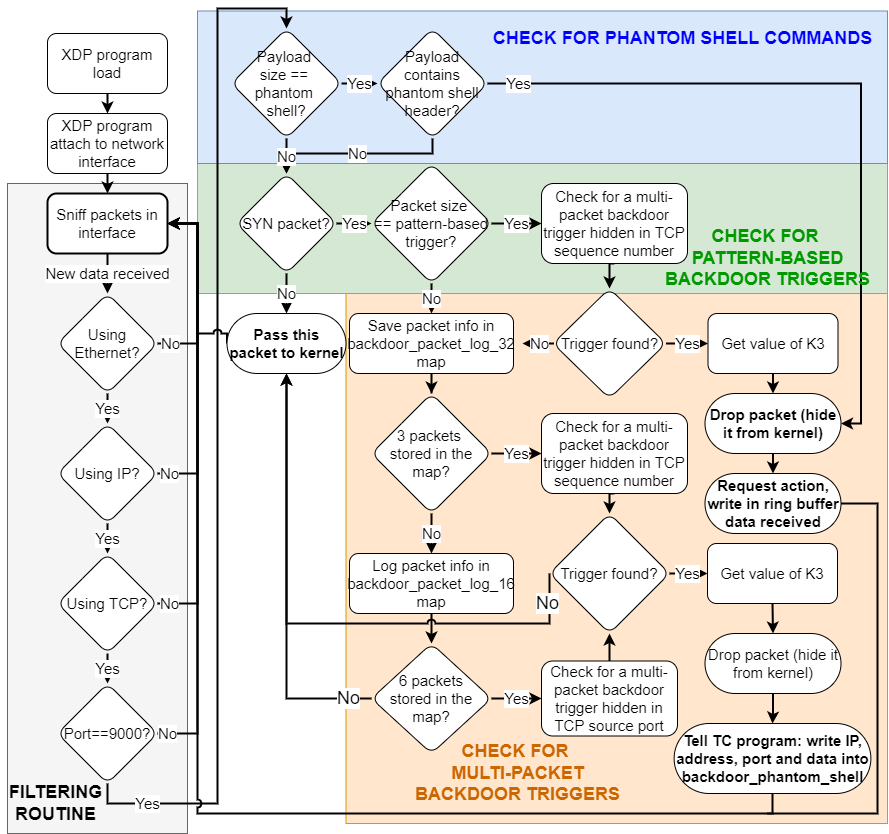 CHECK FOR PHANTOM SHELL COMMANDS
XDP program
load
XDP program
attach to network
interface
Sniff packets in
interface
New data received
Using
Ethernet?
No
Yes
Using IP?
No
Yes
Using TCP?
No
Yes
Port==9000?
No
Yes
FILTERING
ROUTINE
Payload
size ==
phantom
shell?
Yes
Payload
contains
phantom shell
header?
Yes
No
No
SYN packet?
Yes
Packet size
== pattern-based
trigger?
Yes
Check for a multi-
packet backdoor
trigger hidden in TCP
sequence number
CHECK FOR
PATTERN-BASED
BACKDOOR TRIGGERS
No
No
Pass this
packet to kernel
Save packet info in
backdoor_packet_log_32
map
No
Trigger found?
Yes
Get value of K3
Drop packet (hide
it from kernel)
Request action,
write in ring buffer
data received
3 packets
stored in the
map?
Yes
Check for a multi-
packet backdoor
trigger hidden in TCP
sequence number
No
Log packet info in
backdoor_packet_log_16
map
No
Trigger found?
Yes
Get value of K3
Drop packet (hide it
from kernel)
No
6 packets
stored in the
map?
Yes
Check for a multi-
packet backdoor
trigger hidden in
TCP source port
Tell TC program: write IP,
address, port and data into
backdoor_phantom_shell
CHECK FOR
MULTI-PACKET
BACKDOOR TRIGGERS